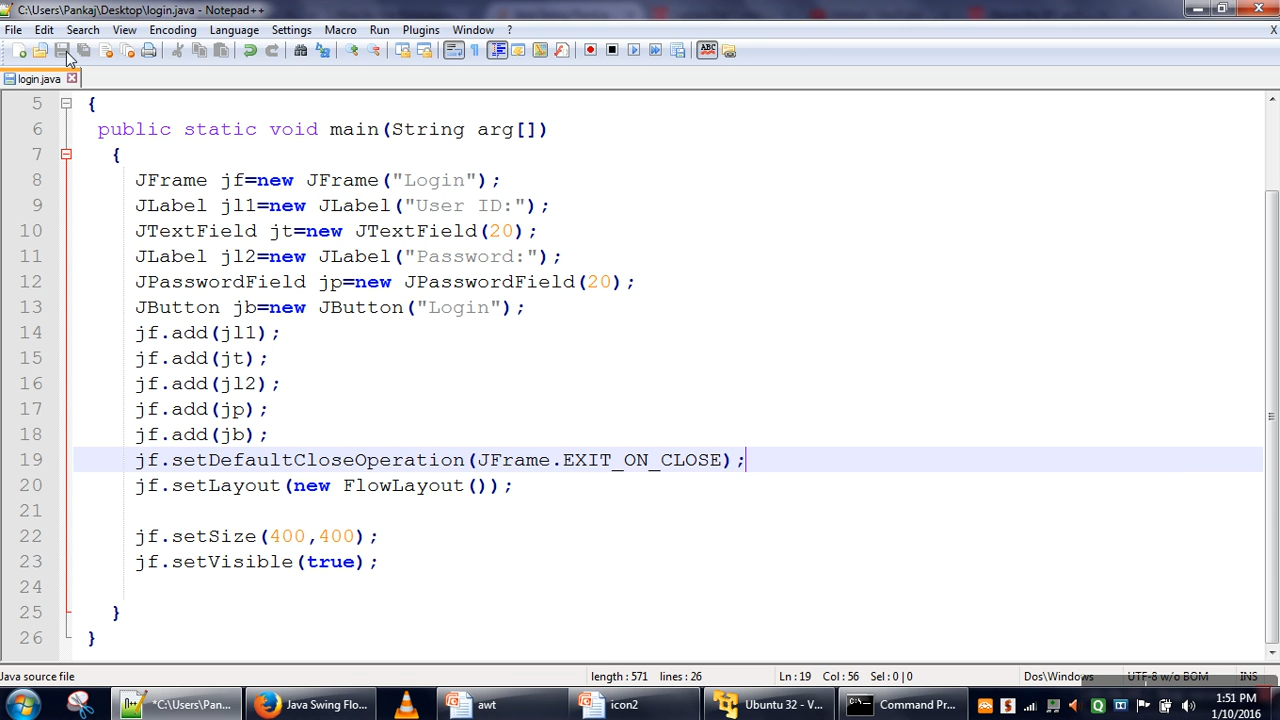 C:\Users\Pankaj\Desktop\login.java - Notepad++
File Edit Search View Encoding Language Settings Macro Run Plugins Window ? X
ABC
login.java
5 {
6 public static void main(String arg[])
7 {
8 JFrame jf=new JFrame("Login");
9 JLabel jl1=new JLabel("User ID:");
10 JTextField jt=new JTextField(20);
11 JLabel jl2=new JLabel("Password:");
12 JPasswordField jp=new JPasswordField(20);
13 JButton jb=new JButton("Login");
14 jf.add(jl1);
15 jf.add(jt);
16 jf.add(jl2);
17 jf.add(jp);
18 jf.add(jb);
19 jf.setDefaultCloseOperation(JFrame.EXIT_ON_CLOSE);
20 jf.setLayout(new FlowLayout());
21
22 jf.setSize(400,400);
23 jf.setVisible(true);
24
25 }
26 }
Java source file length : 571 lines : 26 Ln : 19 Col : 56 Sel : 0 | 0 Dos\Windows UTF-8 w/o BOM INS
*C:\Users\Pan... Java Swing Flo... awt icon2 Ubuntu 32 - V... Command Pr... 1:51 PM
1/10/2016